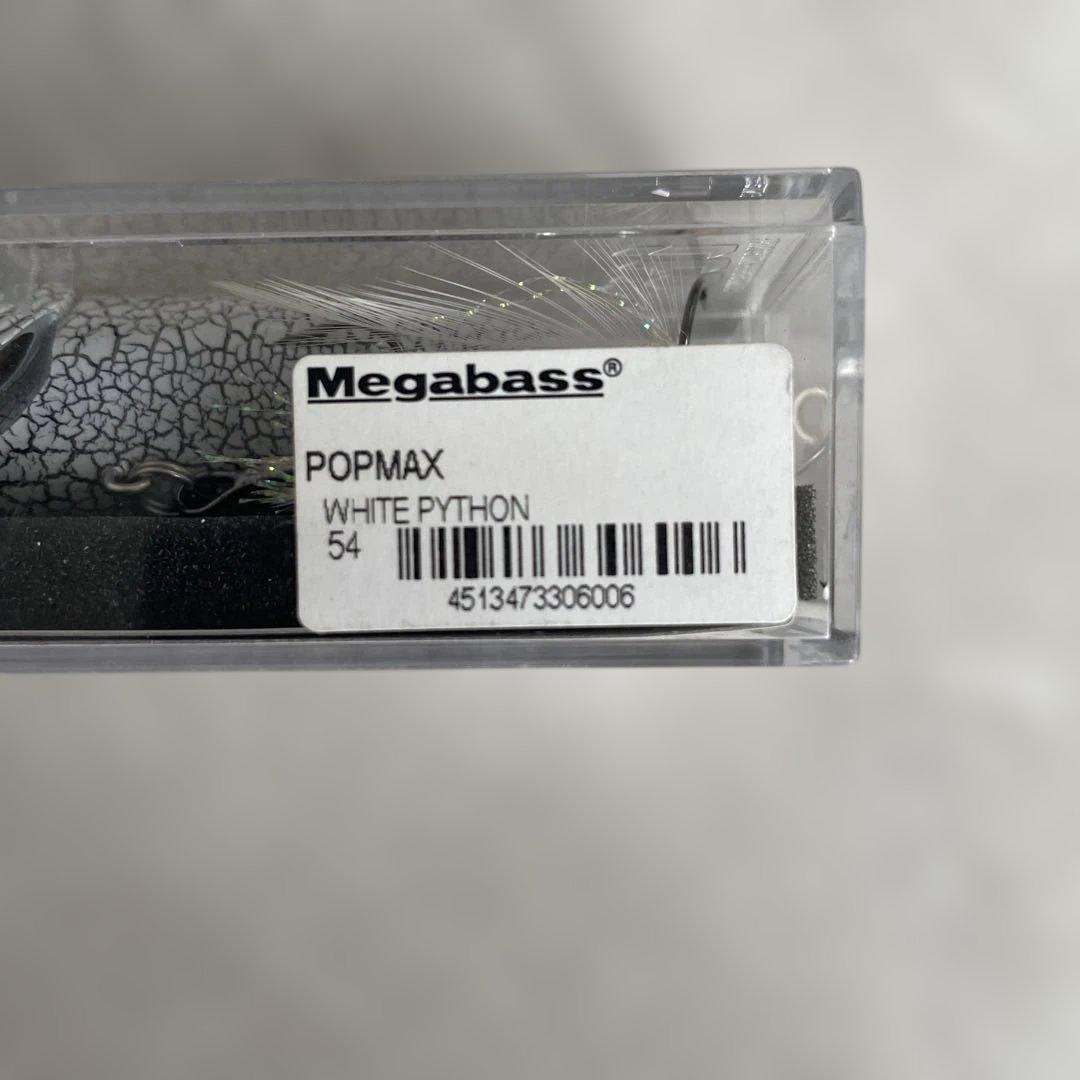 Megabass®
POPMAX
WHITE PYTHON
54
4513473306006